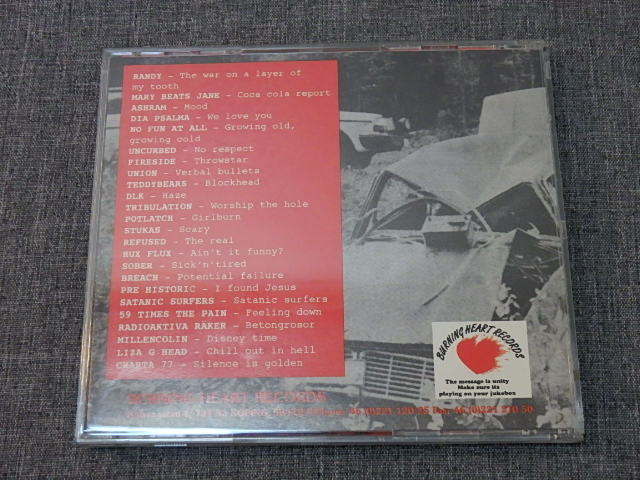 RANDY - The war on a layer of
my tooth
MARY BEATS JANE - Coca cola report
ASHRAM - Mood
DIA PSALMA - We love you
NO FUN AT ALL - Growing old,
growing cold
UNCURBED - No respect
FIRESIDE - Throwstar
UNION - Verbal bullets
TEDDYBEARS - Blockhead
DLK - Haze
TRIBULATION - Worship the hole
POTLATCH - Girlburn
STUKAS - Scary
REFUSED - The real
HUX FLUX - Ain't it funny?
SOBER - Sick'n'tired
BREACH - Potential failure
PRE HISTORIC - I found Jesus
SATANIC SURFERS - Satanic surfers
59 TIMES THE PAIN - Feeling down
RADIOAKTIVA RAKER - Betongrosor
MILLENCOLIN - Disney time
LIZA G HEAD - Chill out in hell
CHARTA 77 - Silence is golden
BURNING HEART RECORDS
BURNING HEART RECORDS
The message is unity
Make sure its
playing on your jukebox